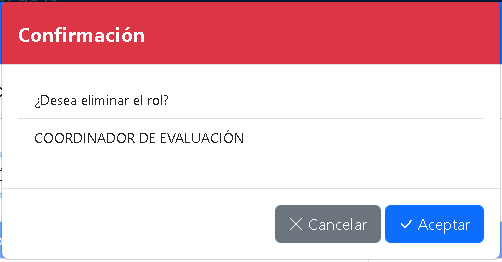 Confirmación
¿Desea eliminar el rol?
COORDINADOR DE EVALUACIÓN
Cancelar
Aceptar